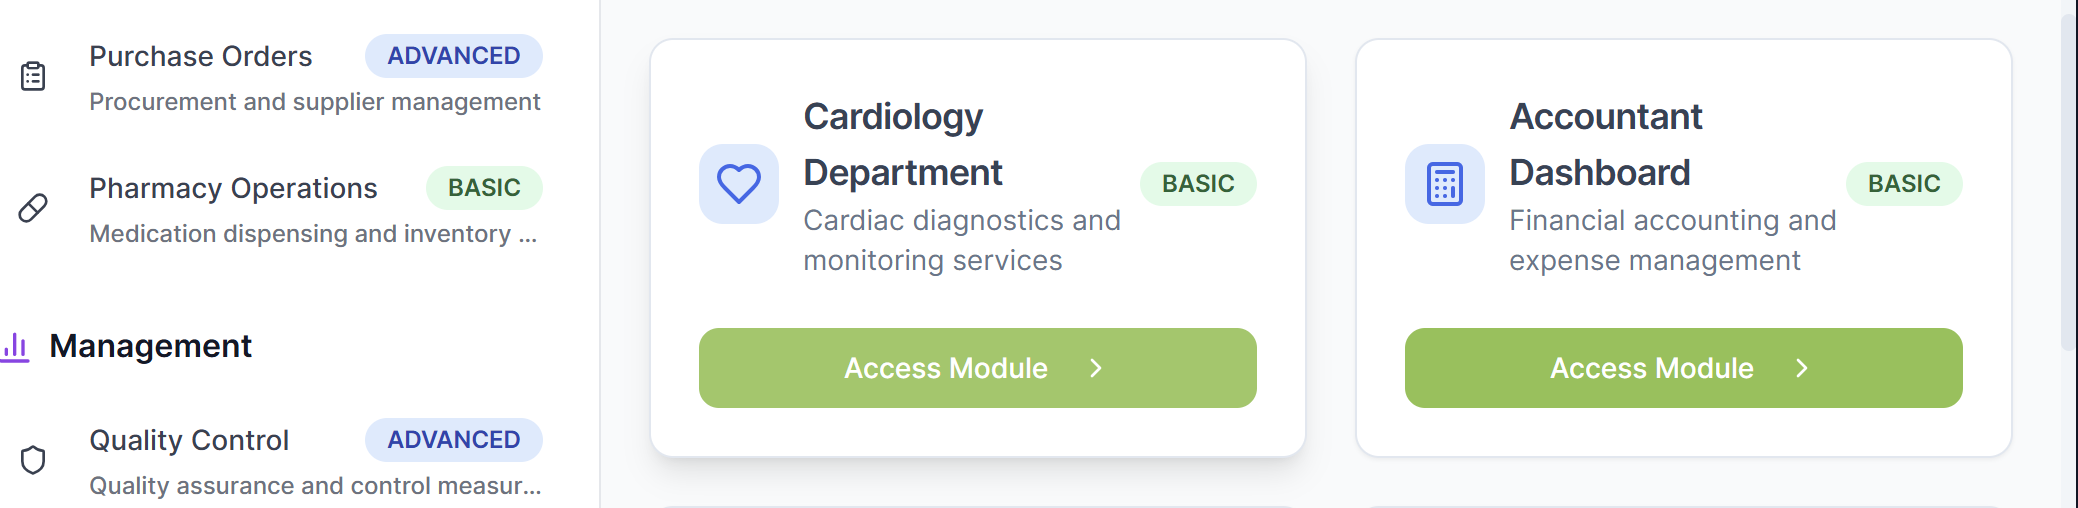 Purchase Orders
ADVANCED
Procurement and supplier management
Pharmacy Operations
BASIC
Medication dispensing and inventory ...
Management
Quality Control
ADVANCED
Quality assurance and control measur...
Cardiology
Department
BASIC
Cardiac diagnostics and
monitoring services
Access Module
Accountant
Dashboard
BASIC
Financial accounting and
expense management
Access Module